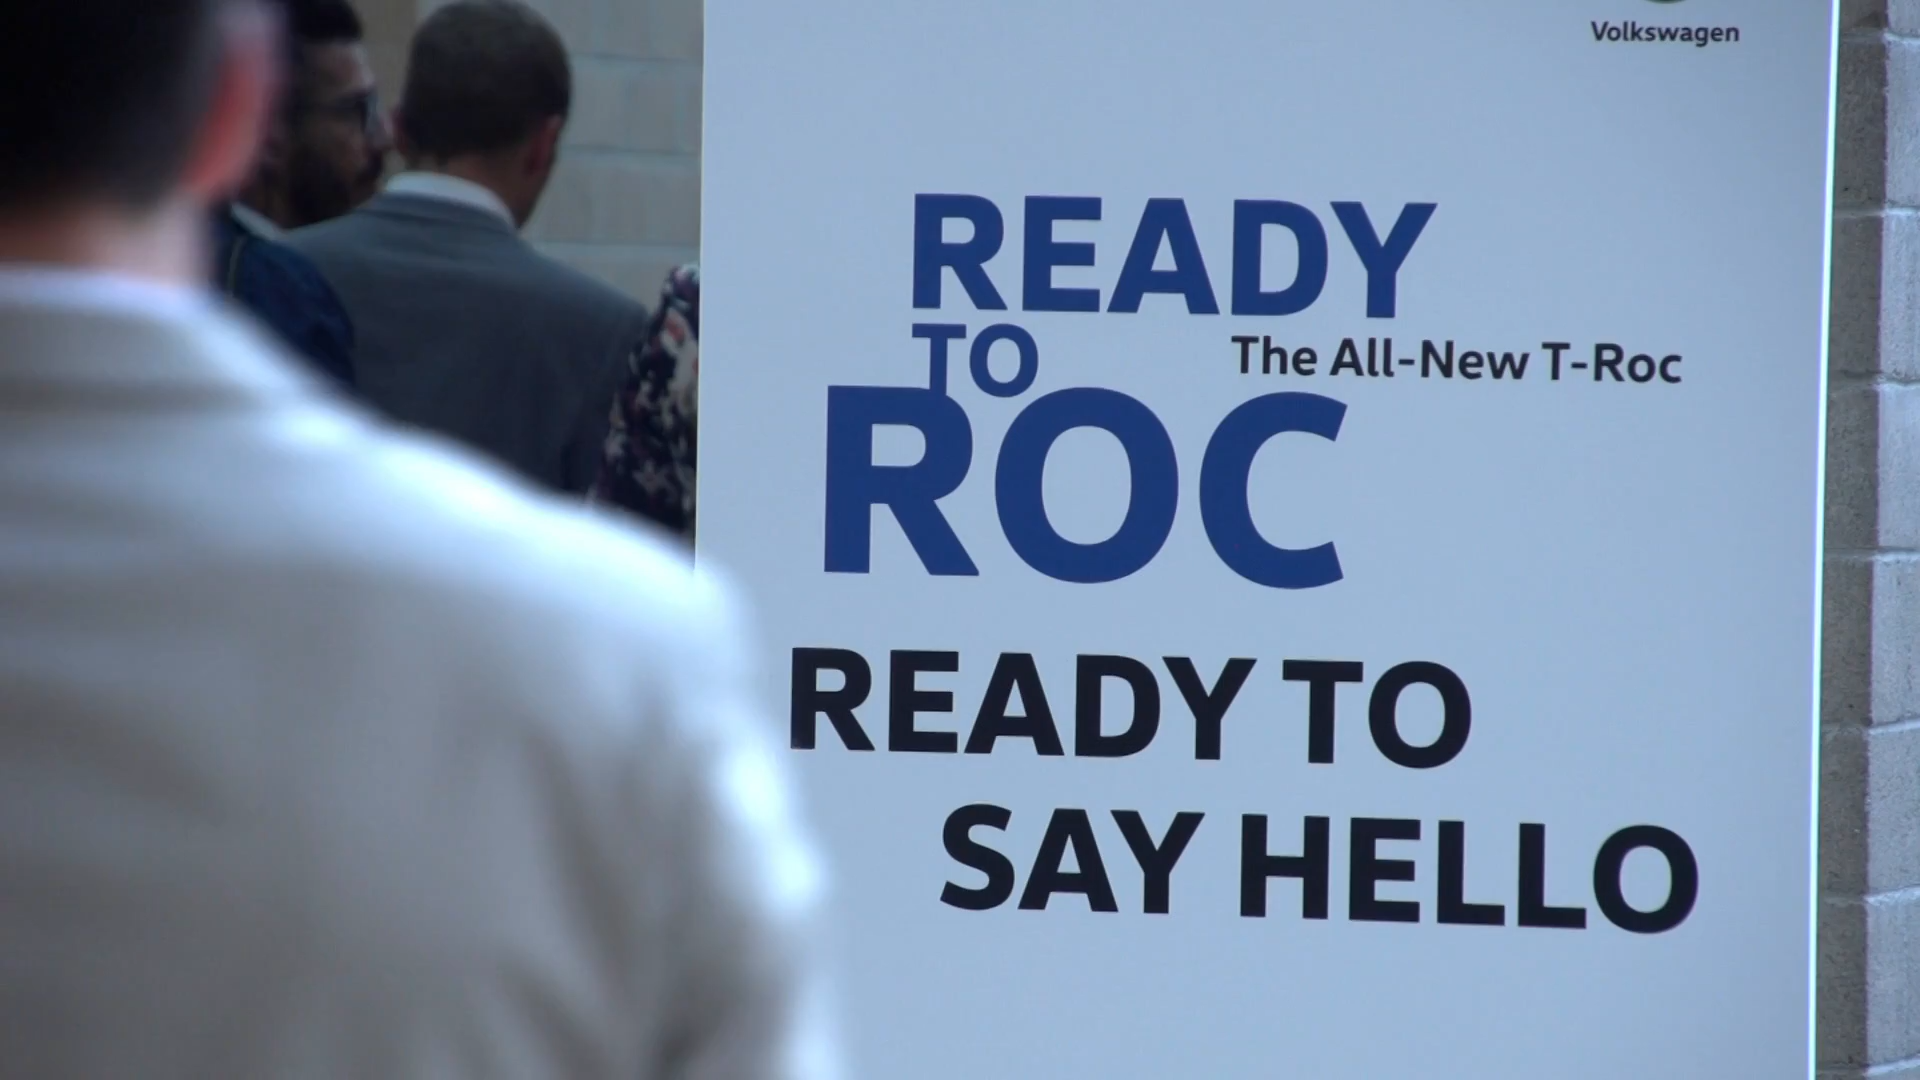 Volkswagen
READY
TO
The All-New T-Roc
ROC
READY TO
SAY HELLO